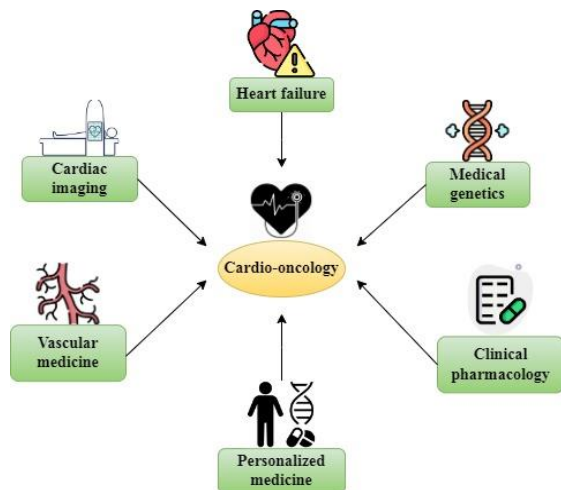 Heart failure
Cardiac
imaging
Medical
genetics
Cardio-oncology
Vascular
medicine
Clinical
pharmacology
Personalized
medicine